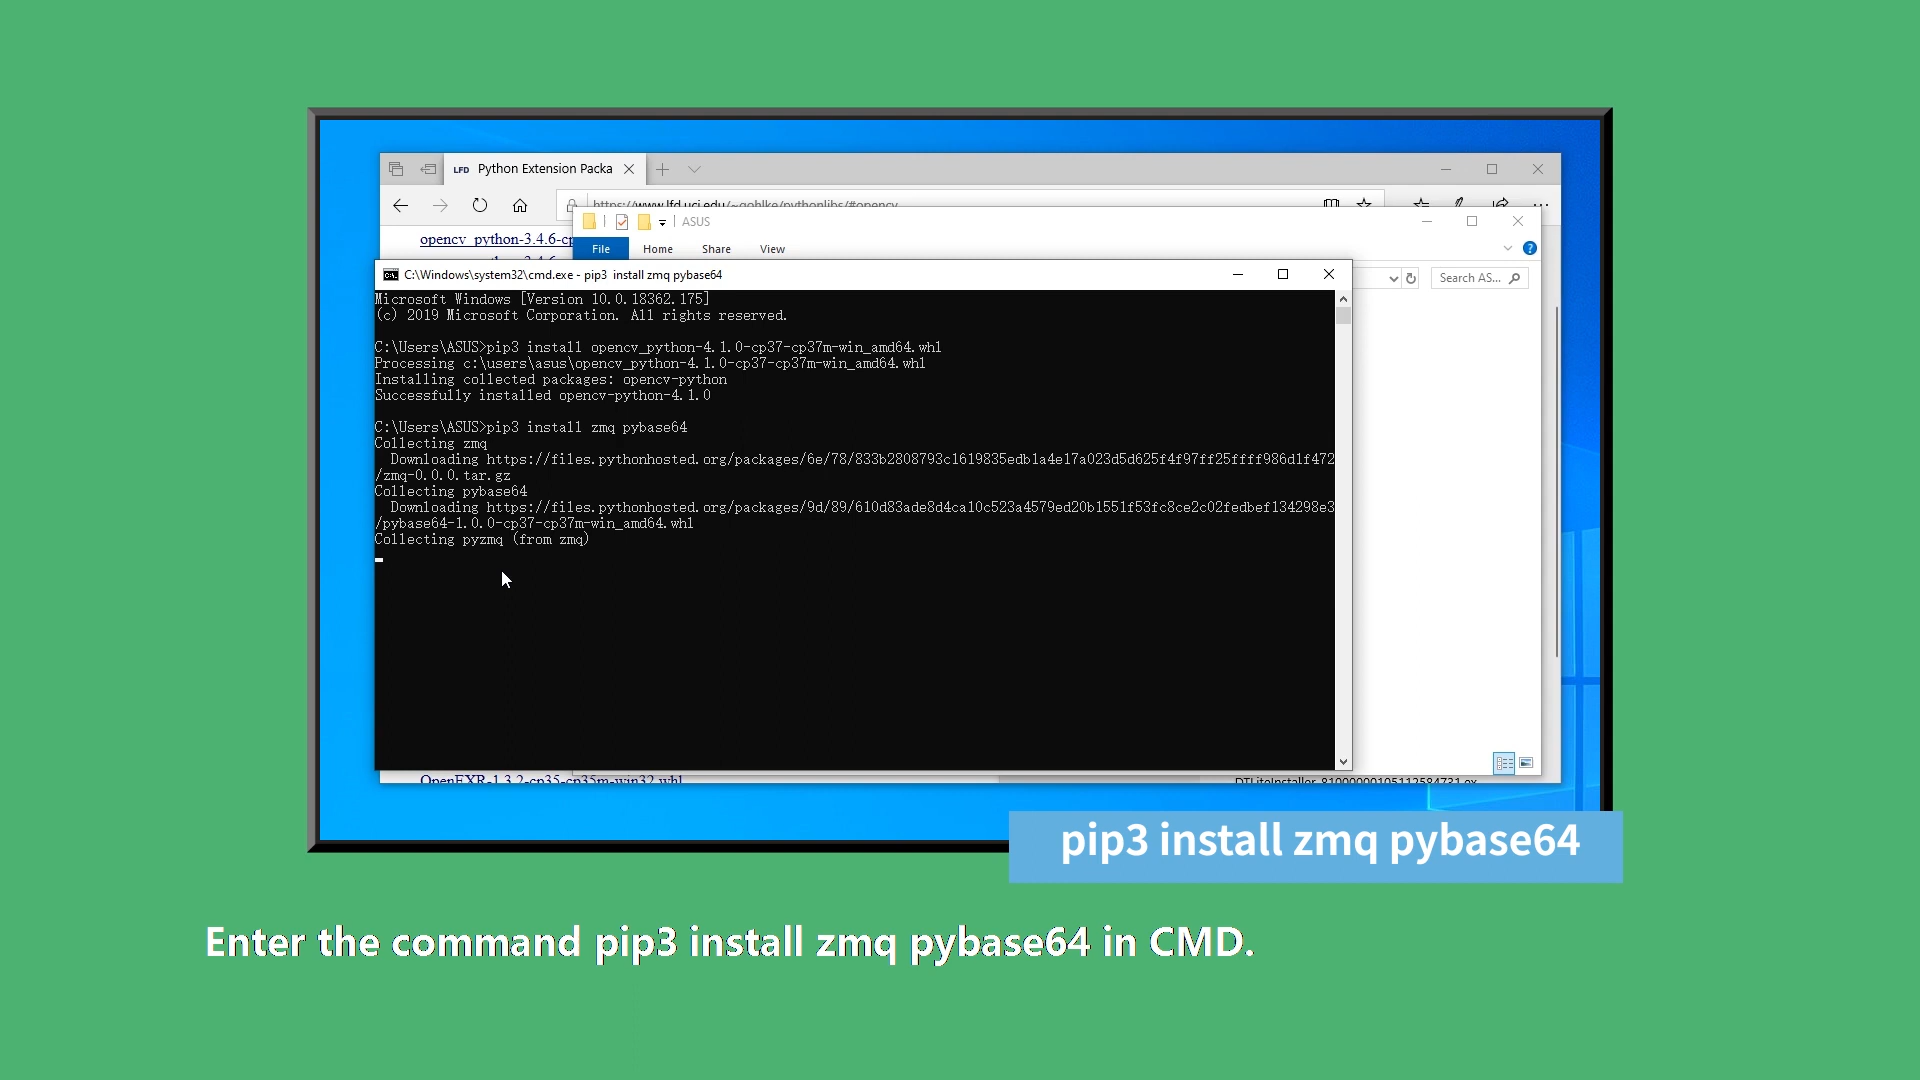 LFD Python Extension Packa
https://www.lfd.uci.edu/~gohlke/pythonlibs/#opencv
ASUS
opencv_python-3.4.6-cp
File Home Share View
Search AS...
C:\Windows\system32\cmd.exe - pip3 install zmq pybase64
Microsoft Windows [Version 10.0.18362.175]
(c) 2019 Microsoft Corporation. All rights reserved.
C:\Users\ASUS>pip3 install opencv_python-4.1.0-cp37-cp37m-win_amd64.whl
Processing c:\users\asus\opencv_python-4.1.0-cp37-cp37m-win_amd64.whl
Installing collected packages: opencv-python
Successfully installed opencv-python-4.1.0
C:\Users\ASUS>pip3 install zmq pybase64
Collecting zmq
Downloading https://files.pythonhosted.org/packages/6e/78/833b2808793c1619835edb1a4e17a023d5d625f4f97ff25ffff986d1f472
/zmq-0.0.0.tar.gz
Collecting pybase64
Downloading https://files.pythonhosted.org/packages/9d/89/610d83ade8d4ca10c523a4579ed20b1551f53fc8ce2c02fedbef134298e3
/pybase64-1.0.0-cp37-cp37m-win_amd64.whl
Collecting pyzmq (from zmq)
OpenEXR-1.3.2-cp35-cp35m-win32.whl
DTLiteInstaller_81000000105112584731.ex
pip3 install zmq pybase64
Enter the command pip3 install zmq pybase64 in CMD.